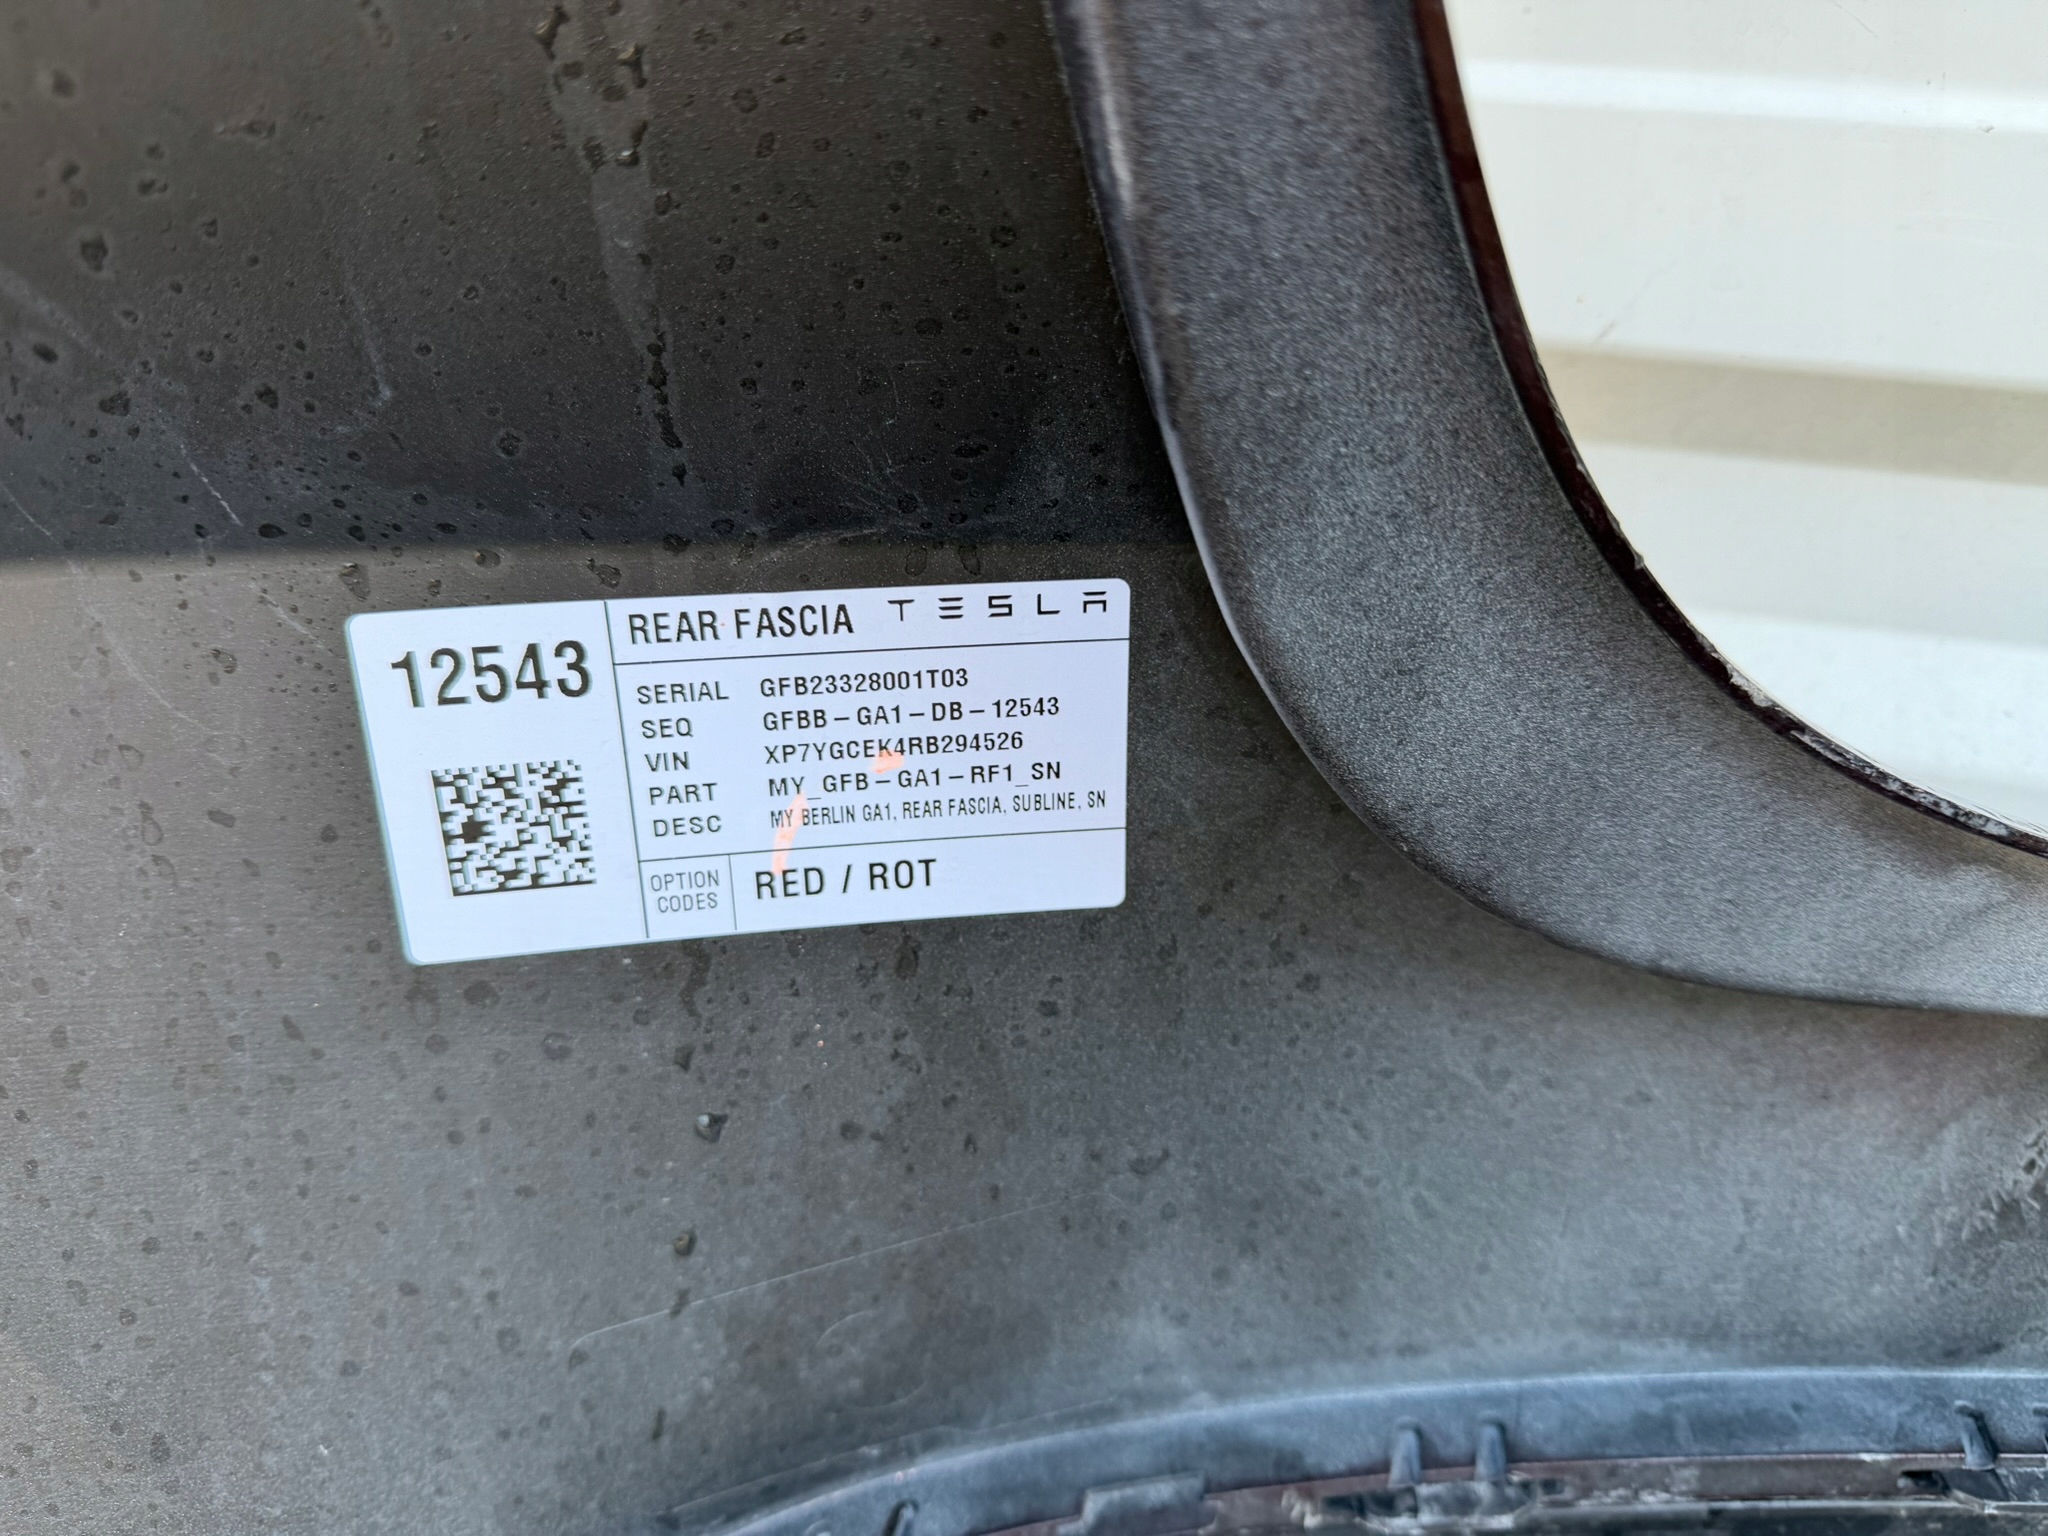 12543
REAR FASCIA TESLA
SERIAL GFB23328001T03
SEQ GFBB-GA1-DB-12543
VIN XP7YGCEK4RB294526
PART MY_GFB-GA1-RF1_SN
DESC MY BERLIN GA1, REAR FASCIA, SUBLINE, SN
OPTION CODES RED / ROT